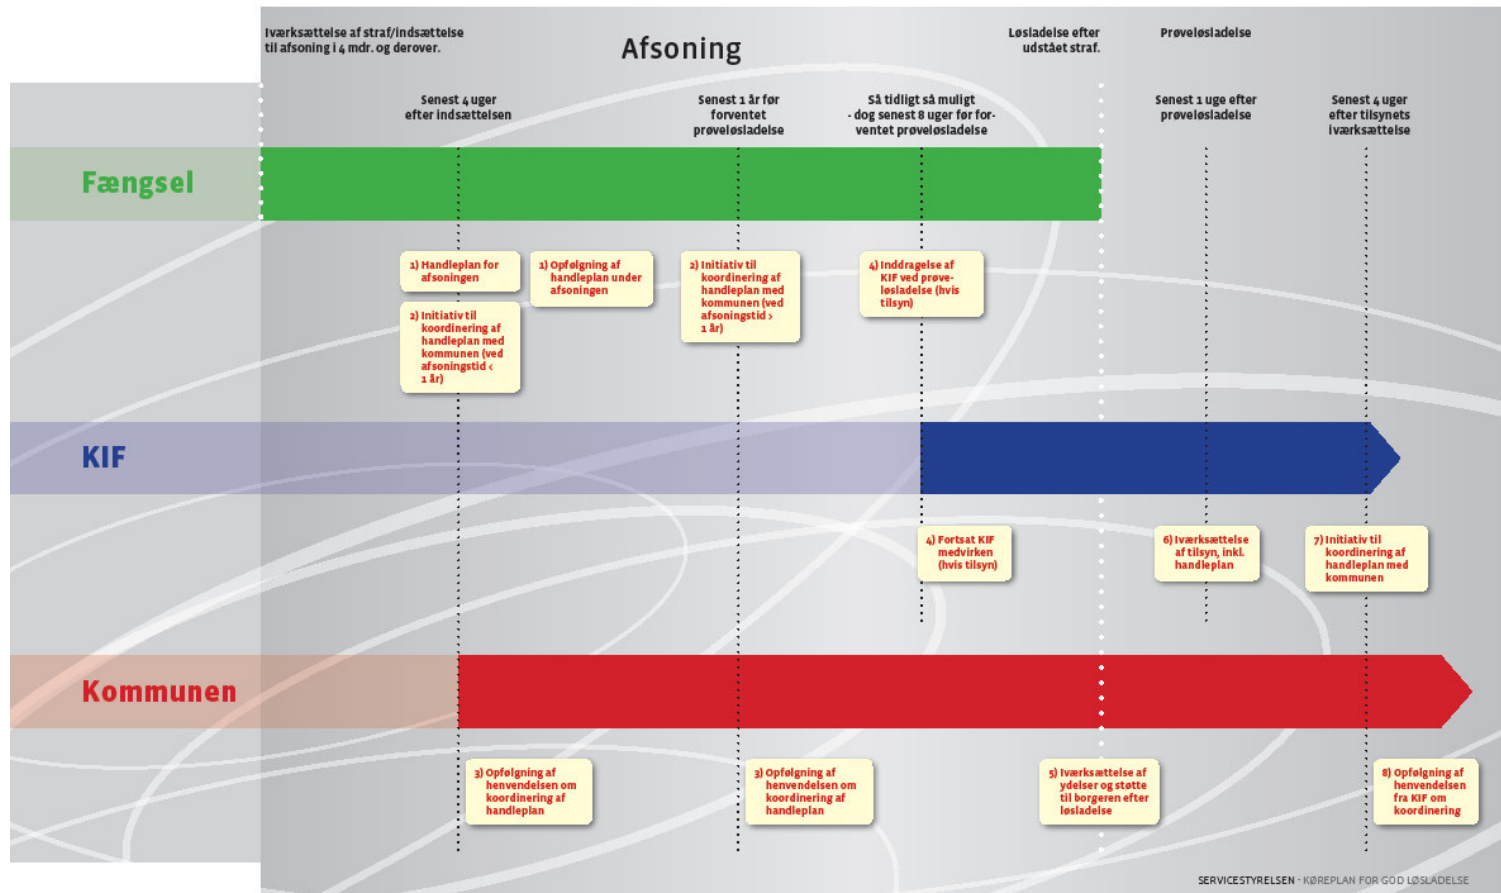 Iværksættelse af straf/indsættelse
til afsoning i 4 mdr. og derover.
Afsoning
Løsladelse efter
udstået straf.
Prøveløsladelse
Senest 4 uger
efter indsættelsen
Senest 1 år før
forventet
prøveløsladelse
Så tidligt så muligt
- dog senest 8 uger før for-
ventet prøveløsladelse
Senest 1 uge efter
prøveløsladelse
Senest 4 uger
efter tilsynets
iværksættelse
Fængsel
1) Handleplan for
afsoningen
1) Opfølgning af
handleplan under
afsoningen
2) Initiativ til
koordinering af
handleplan med
kommunen (ved
afsoningstid >
1 år)
4) Inddragelse af
KIF ved prøve-
løsladelse (hvis
tilsyn)
2) Initiativ til
koordinering af
handleplan med
kommunen (ved
afsoningstid <
1 år)
KIF
4) Fortsat KIF
medvirken
(hvis tilsyn)
6) Iværksættelse
af tilsyn, inkl.
handleplan
7) Initiativ til
koordinering af
handleplan med
kommunen
Kommunen
3) Opfølgning af
henvendelsen om
koordinering af
handleplan
3) Opfølgning af
henvendelsen om
koordinering af
handleplan
5) Iværksættelse af
ydelser og støtte
til borgeren efter
løsladelse
8) Opfølgning af
henvendelsen
fra KIF om
koordinering
SERVICESTYRELSEN - KØREPLAN FOR GOD LØSLADELSE